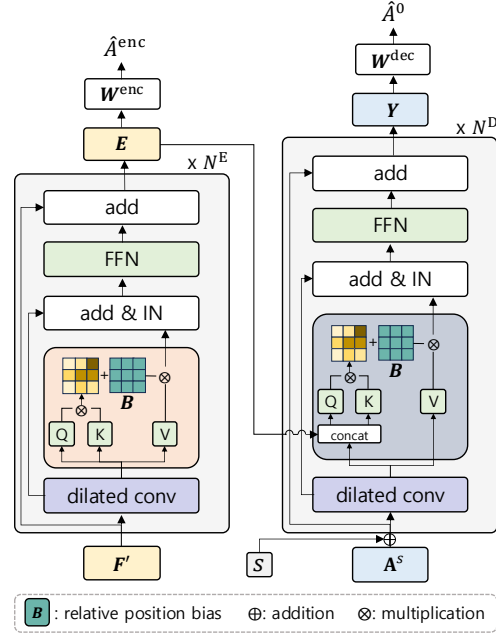 Â^enc
W^enc
E
x N^E
add
FFN
add & IN
+
B
⊗
⊗
Q
K
V
dilated conv
F′
Â^0
W^dec
Y
x N^D
add
FFN
add & IN
+
B
⊗
⊗
Q
K
V
concat
dilated conv
S
⊕
A^s
B : relative position bias ⊕: addition ⊗: multiplication